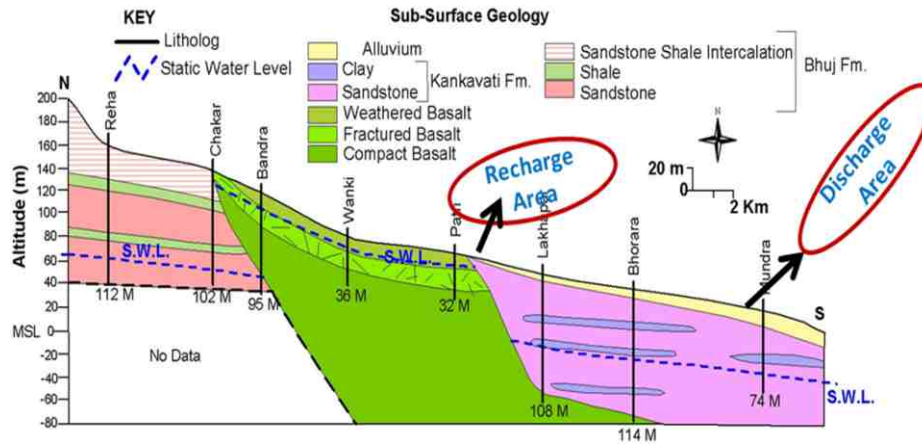 KEY
Litholog
Static Water Level
Sub-Surface Geology
Alluvium
Clay
Sandstone
Kankavati Fm.
Weathered Basalt
Fractured Basalt
Compact Basalt
Sandstone Shale Intercalation
Shale
Sandstone
Bhuj Fm.
N
200
180
160
140
120
100
80
60
40
20
MSL 0
-20
-40
-60
-80
Altitude (m)
Reha
Chakar
Bandra
Wanki
Patri
Bhorara
Recharge
Area
Discharge
Area
N
20 m
0
2 Km
S
S.W.L.
S.W.L.
112 M
102 M
95 M
36 M
32 M
108 M
114 M
74 M
No Data